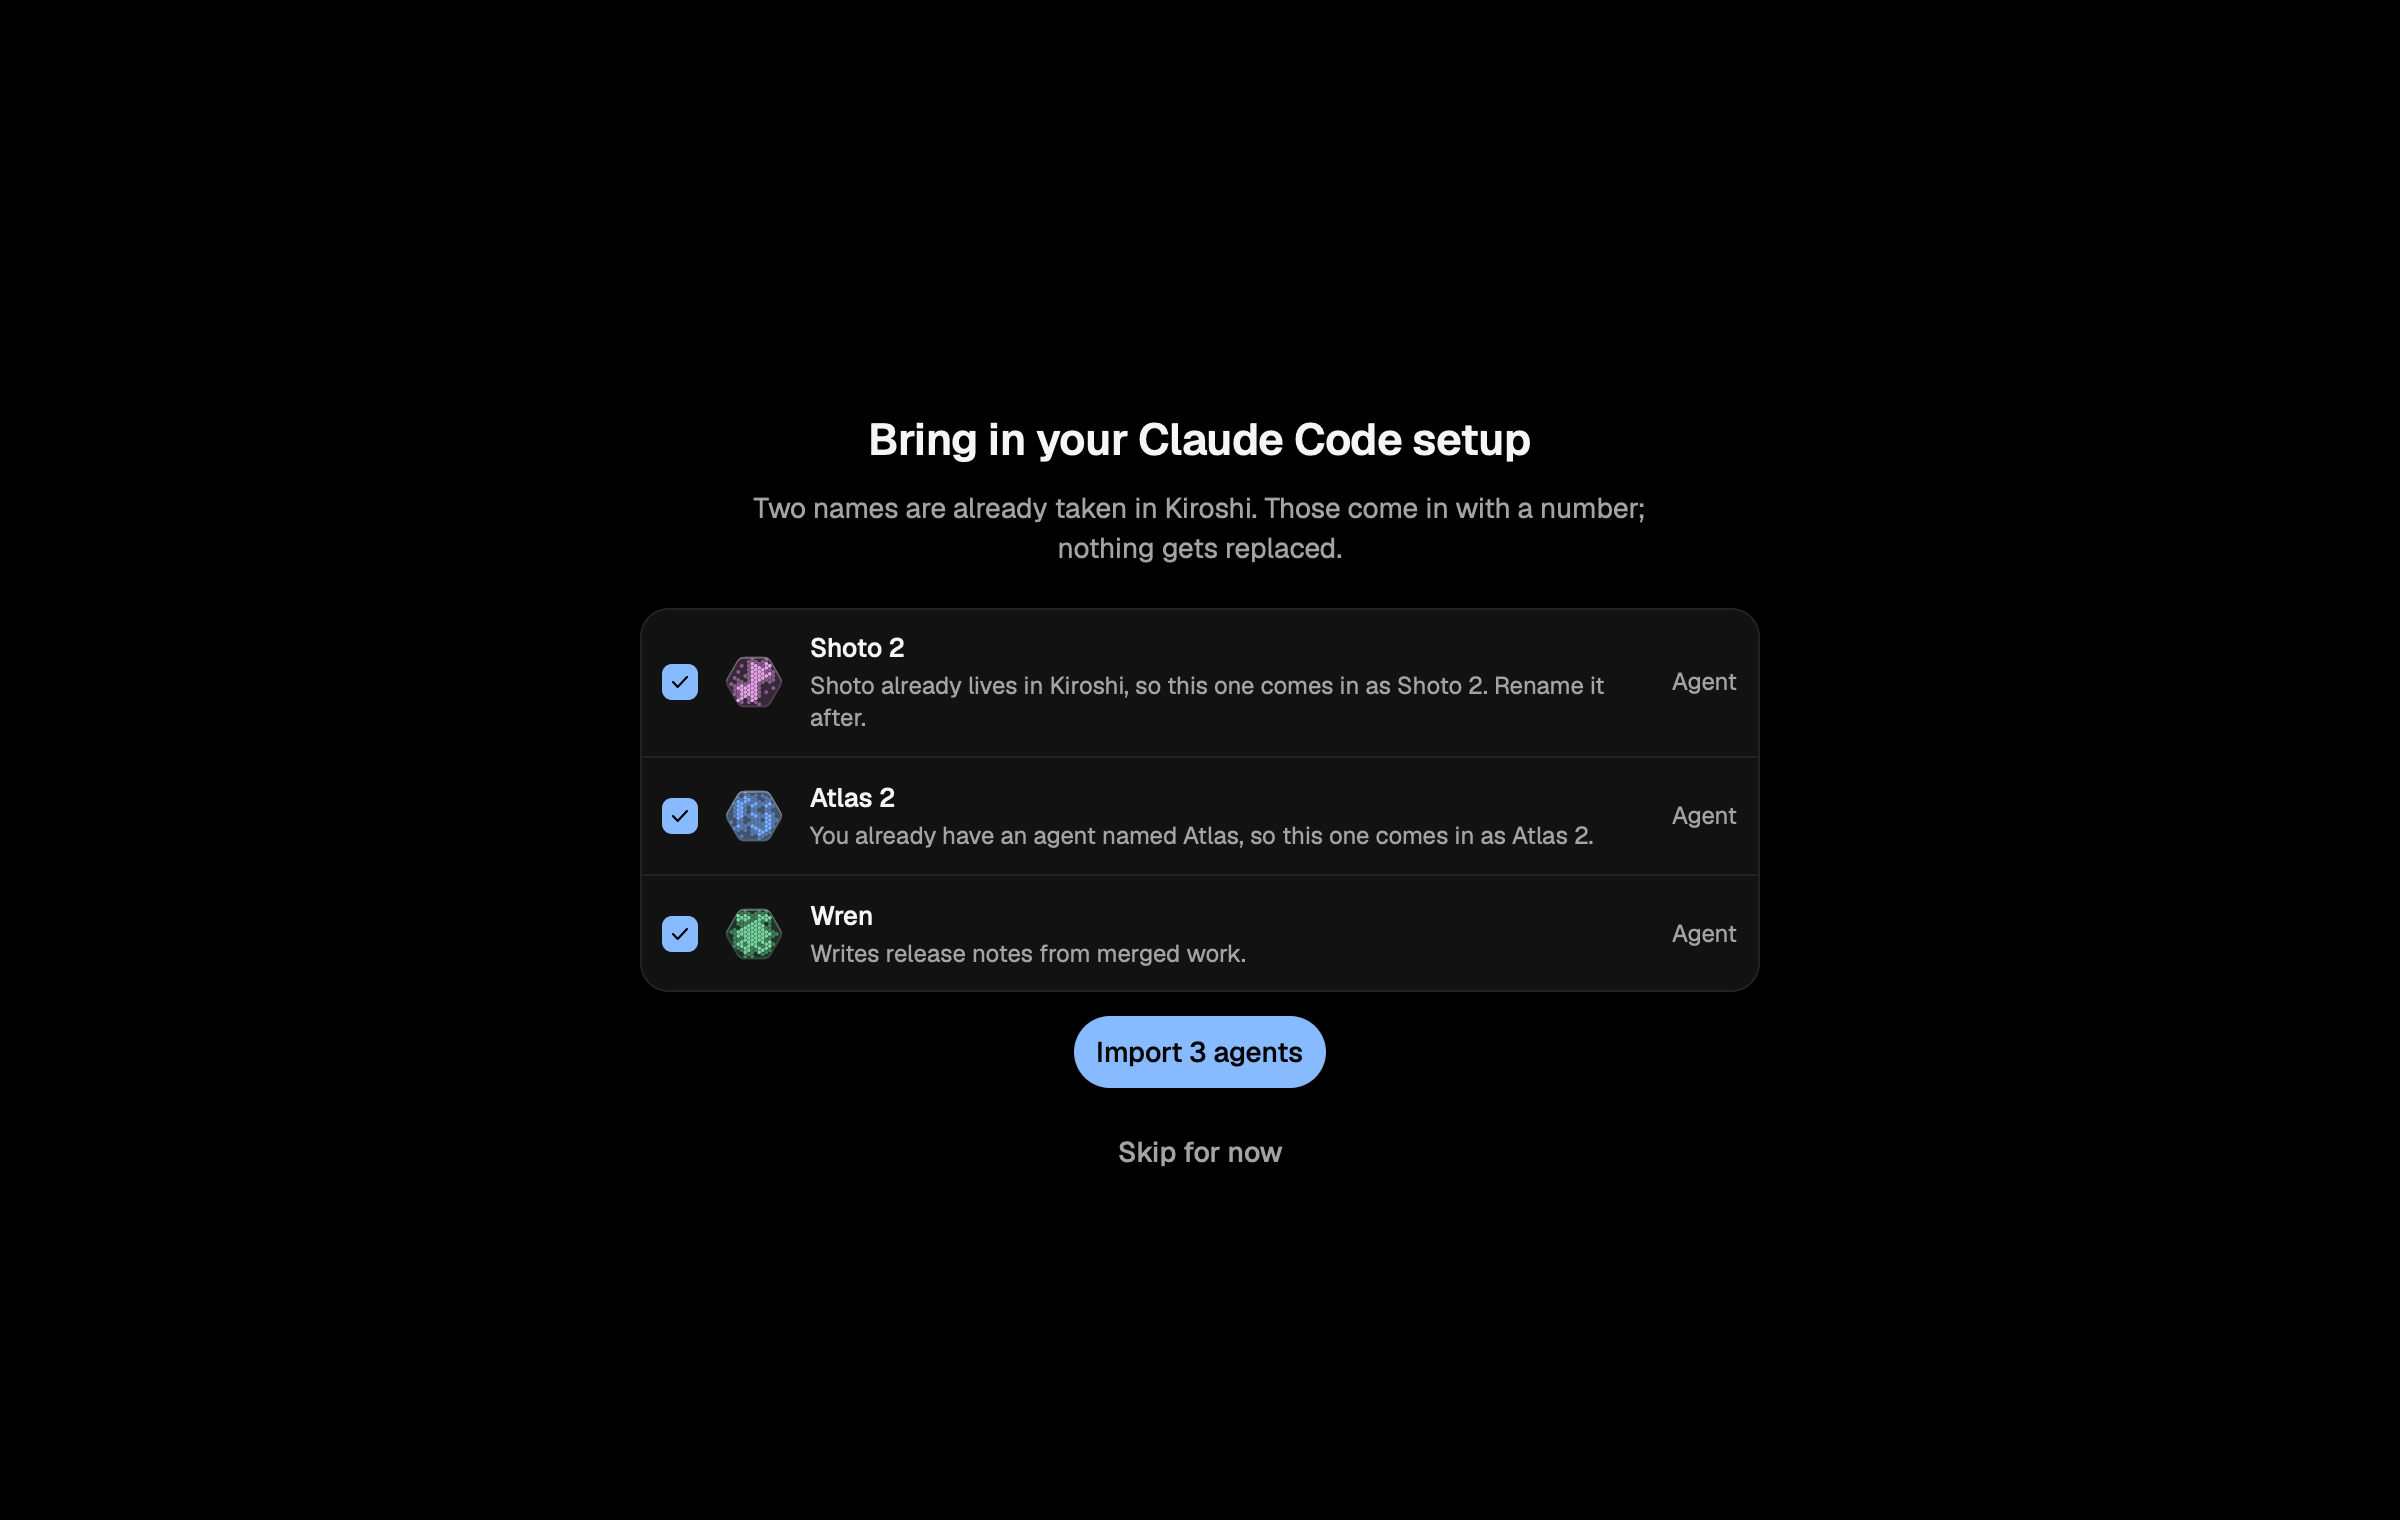 Bring in your Claude Code setup
Two names are already taken in Kiroshi. Those come in with a number;
nothing gets replaced.
Shoto 2
Shoto already lives in Kiroshi, so this one comes in as Shoto 2. Rename it
after.
Agent
Atlas 2
You already have an agent named Atlas, so this one comes in as Atlas 2.
Agent
Wren
Writes release notes from merged work.
Agent
Import 3 agents
Skip for now